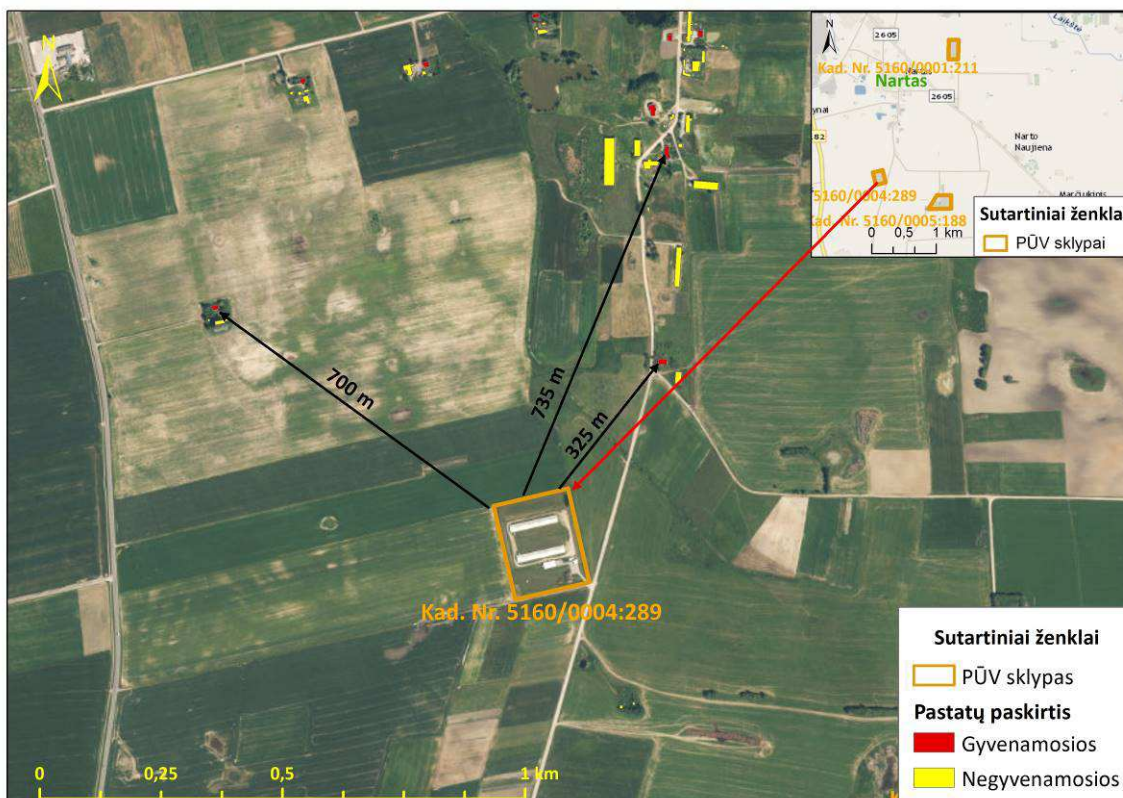 N
N
2605
Kad. Nr. 5160/0001:211
Nartas
2605
ynai
Narto
Naujiena
82
5160/0004:289
Kad. Nr. 5160/0005:188
0 0,5 1 km
Sutartiniai ženkla
PŪV sklypai
700 m
735 m
325 m
Kad. Nr. 5160/0004:289
Sutartiniai ženklai
PŪV sklypas
Pastatų paskirtis
Gyvenamosios
Negyvenamosios
0 0,25 0,5 1 km